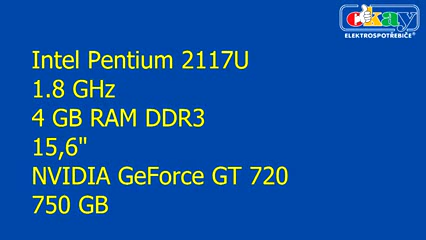 okay
ELEKTROSPOTŘEBIČE
Intel Pentium 2117U
1.8 GHz
4 GB RAM DDR3
15,6"
NVIDIA GeForce GT 720
750 GB